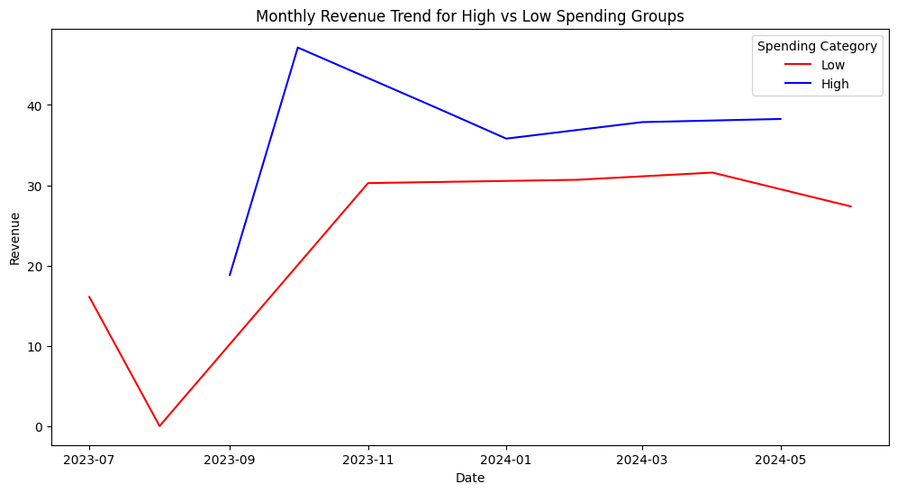 Monthly Revenue Trend for High vs Low Spending Groups
Spending Category
Low
High
Revenue
40
30
20
10
0
2023-07 2023-09 2023-11 2024-01 2024-03 2024-05
Date